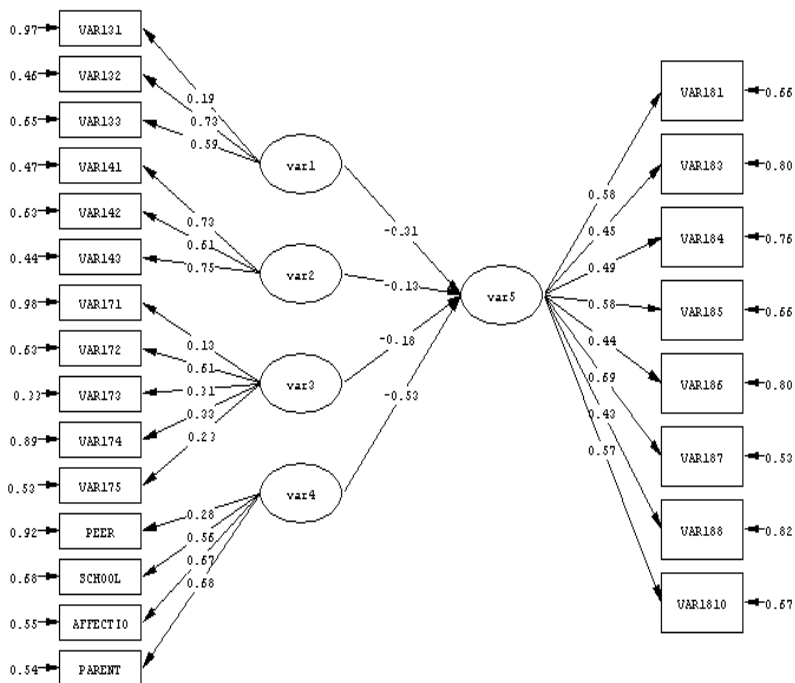 0.97 VAR131
0.46 VAR132
0.65 VAR133
0.47 VAR141
0.63 VAR142
0.44 VAR143
0.98 VAR171
0.63 VAR172
0.33 VAR173
0.89 VAR174
0.53 VAR175
0.92 PEER
0.68 SCHOOL
0.55 AFFECTIO
0.54 PARENT
0.19
0.73
0.59
0.73
0.61
0.75
0.13
0.61
0.31
0.33
0.23
0.28
0.56
0.67
0.68
var1
var2
var3
var4
-0.31
-0.13
-0.18
-0.53
var5
0.58
0.45
0.49
0.58
0.44
0.69
0.43
0.57
VAR181 0.66
VAR183 0.80
VAR184 0.76
VAR185 0.66
VAR186 0.80
VAR187 0.53
VAR188 0.82
VAR1810 0.67